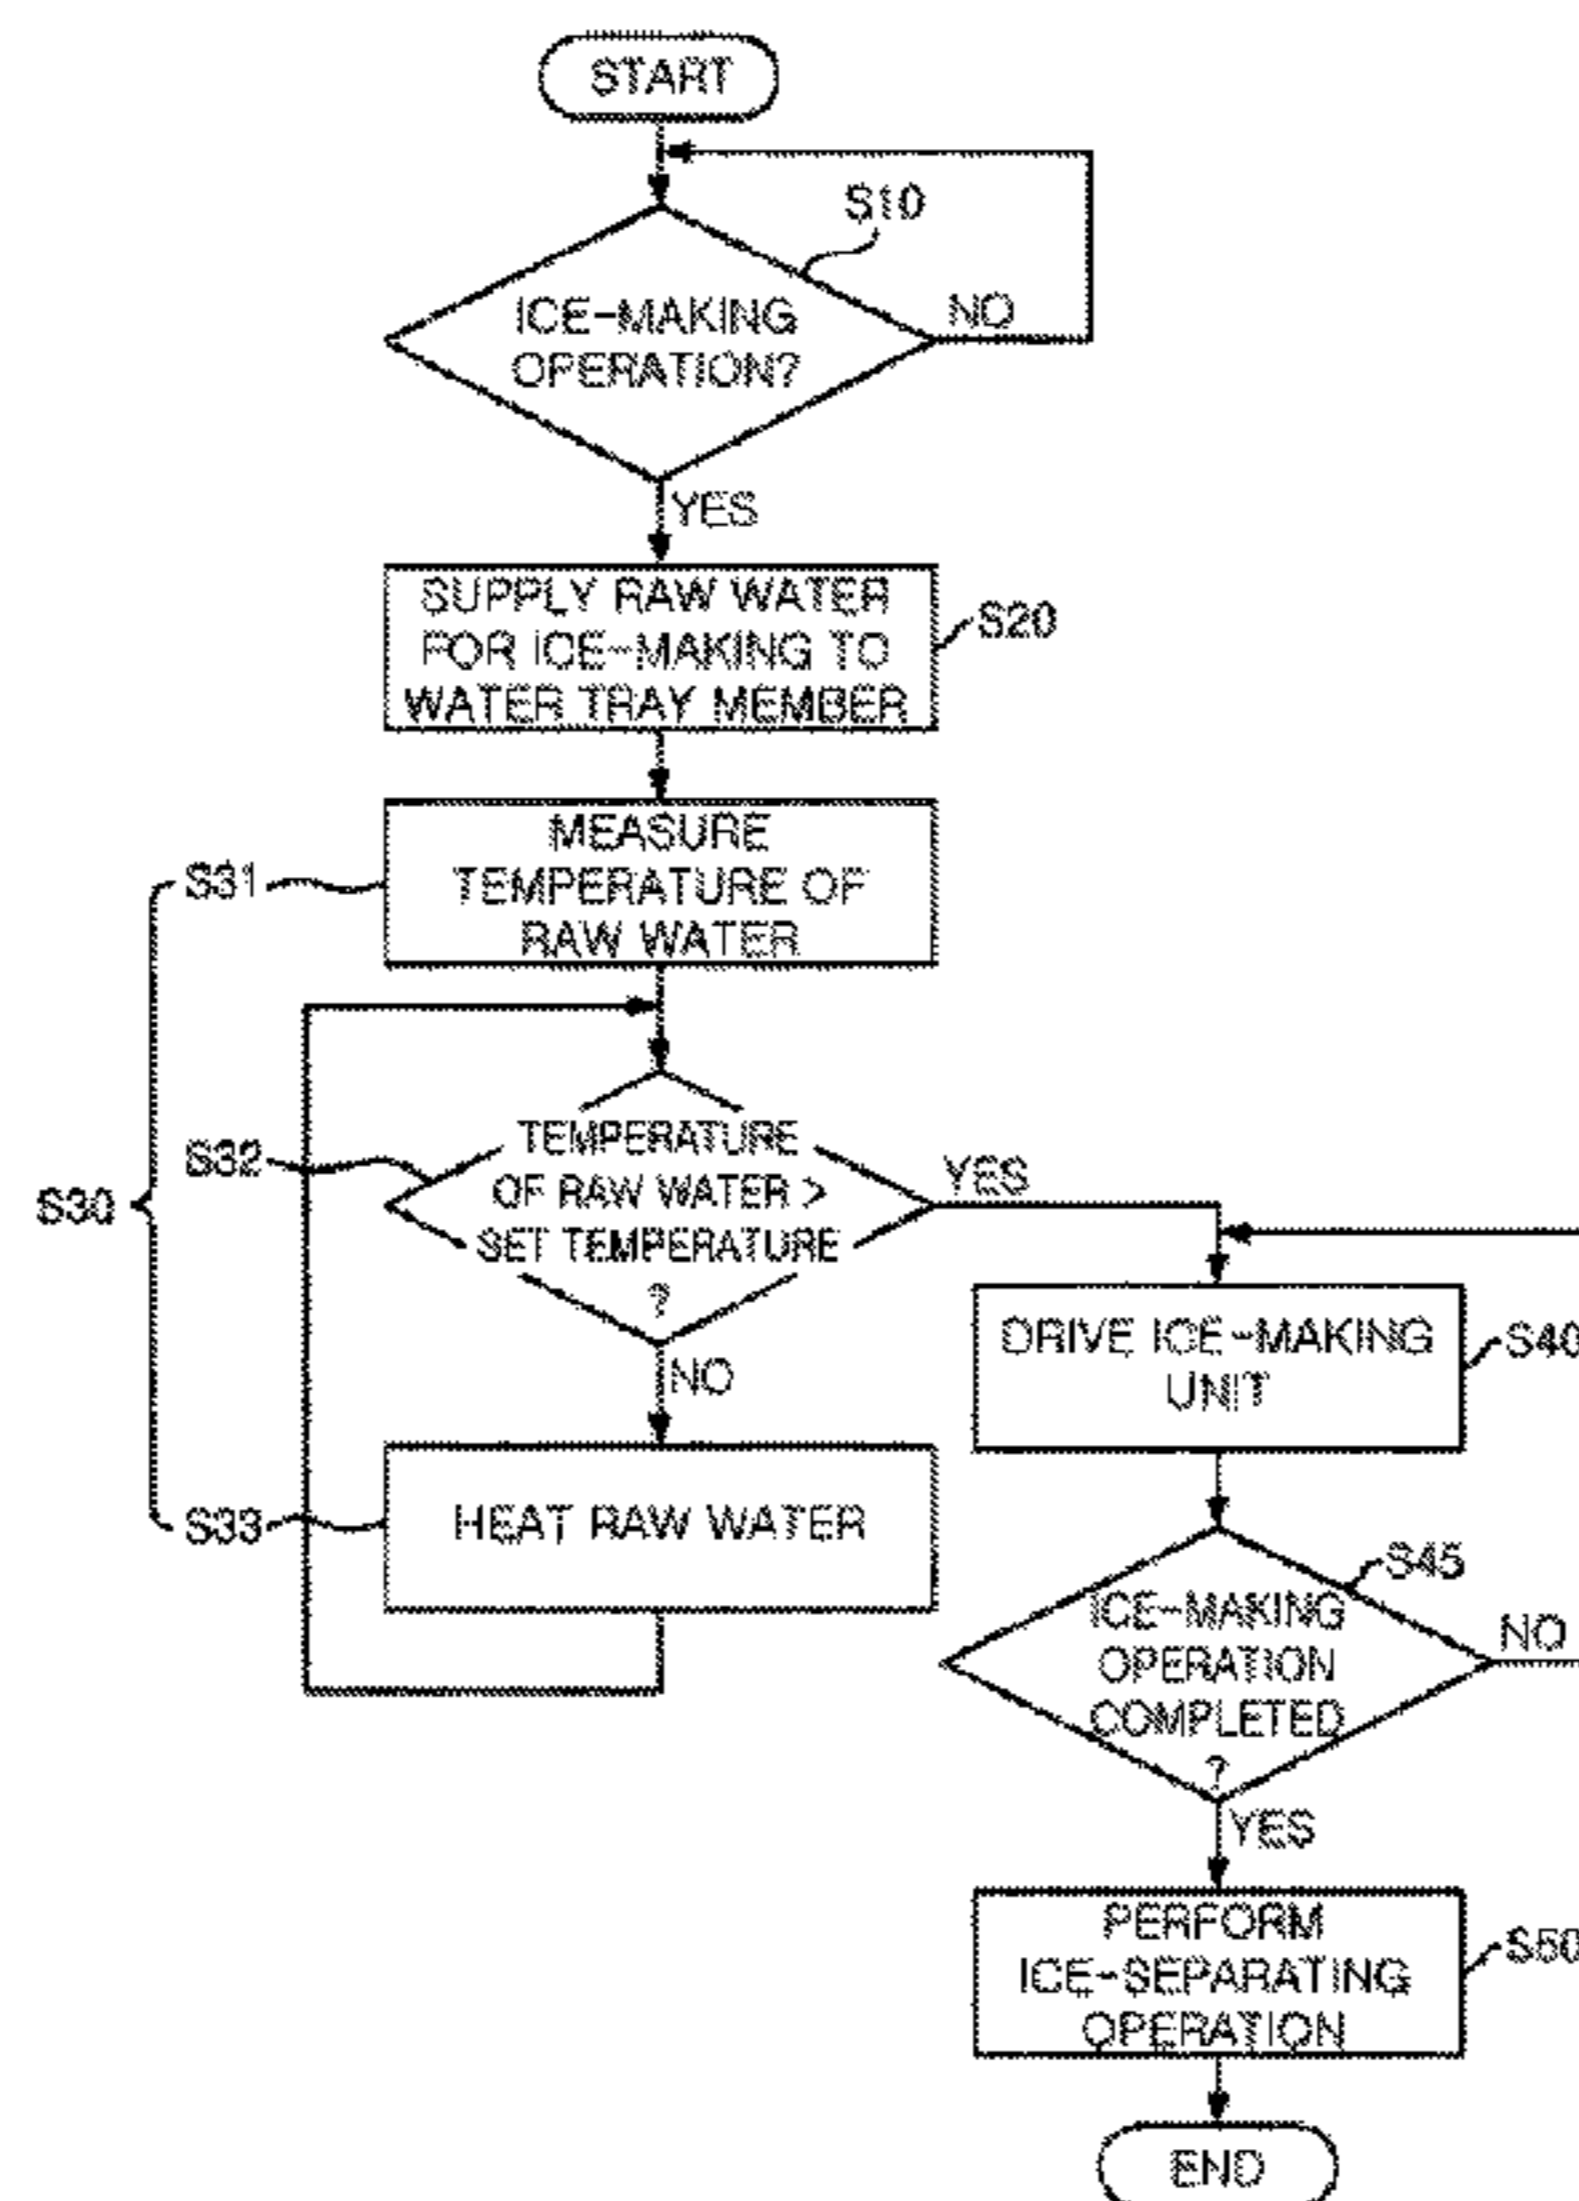 START
S10
ICE-MAKING
OPERATION?
NO
YES
SUPPLY RAW WATER
FOR ICE-MAKING TO
WATER TRAY MEMBER
S20
MEASURE
TEMPERATURE OF
RAW WATER
S31
TEMPERATURE
OF RAW WATER >
SET TEMPERATURE
?
S32
YES
S30
NO
HEAT RAW WATER
S33
DRIVE ICE-MAKING
UNIT
S40
S45
ICE-MAKING
OPERATION
COMPLETED
?
NO
YES
PERFORM
ICE-SEPARATING
OPERATION
S50
END